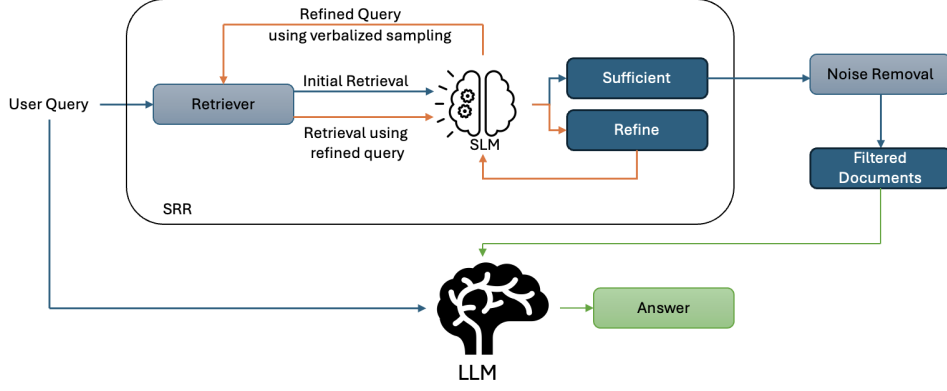 Refined Query
using verbalized sampling
User Query
Retriever
Initial Retrieval
Retrieval using
refined query
SLM
Sufficient
Refine
Noise Removal
Filtered
Documents
SRR
LLM
Answer